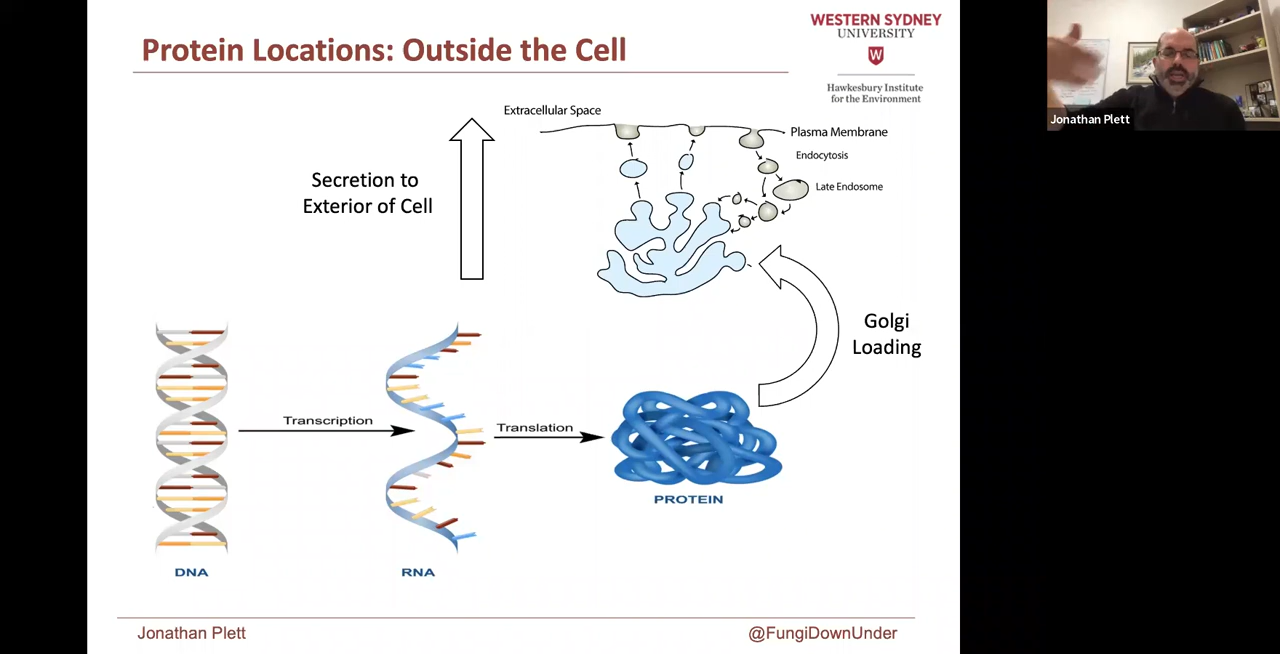 Protein Locations: Outside the Cell
WESTERN SYDNEY
UNIVERSITY
W
Hawkesbury Institute
for the Environment
Jonathan Plett
Extracellular Space
Plasma Membrane
Endocytosis
Late Endosome
Secretion to
Exterior of Cell
Golgi
Loading
Transcription
Translation
PROTEIN
DNA
RNA
Jonathan Plett
@FungiDownUnder